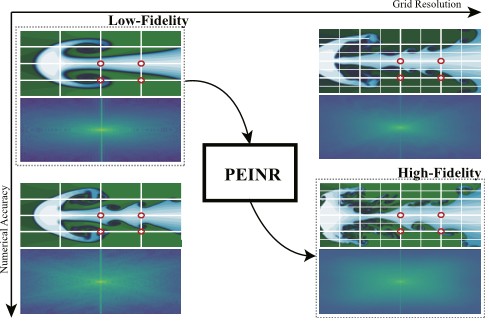 Grid Resolution
Low-Fidelity
PEINR
High-Fidelity
Numerical Accuracy